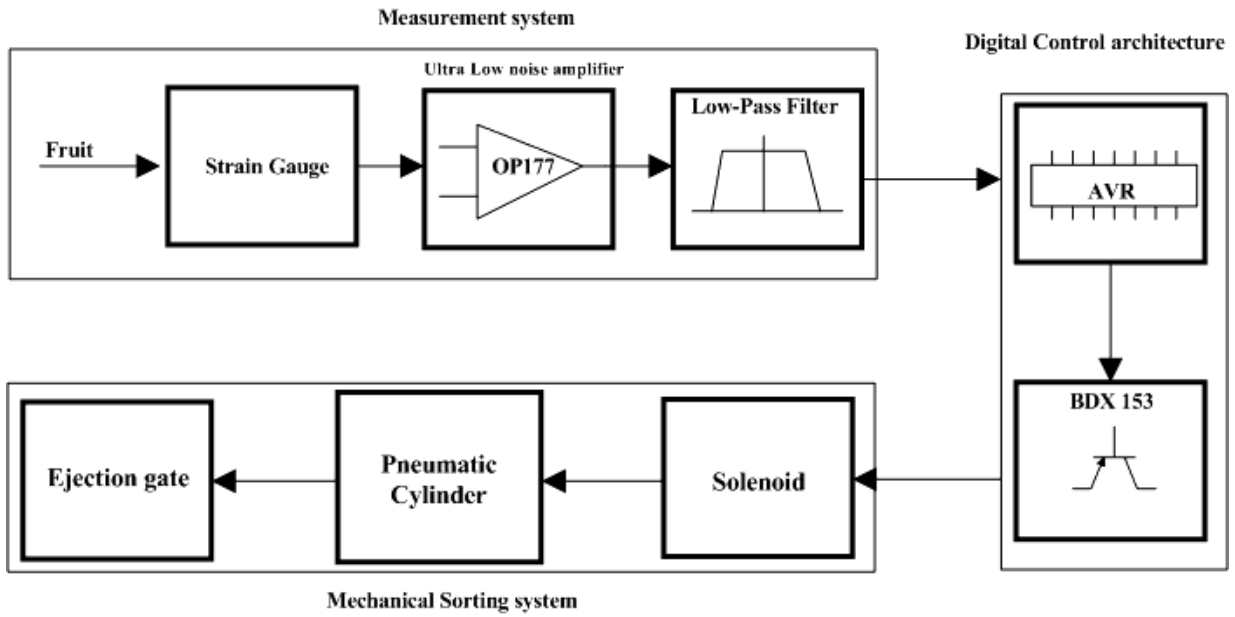 Measurement system
Digital Control architecture
Ultra Low noise amplifier
Fruit
Strain Gauge
OP177
Low-Pass Filter
AVR
BDX 153
Solenoid
Pneumatic
Cylinder
Ejection gate
Mechanical Sorting system